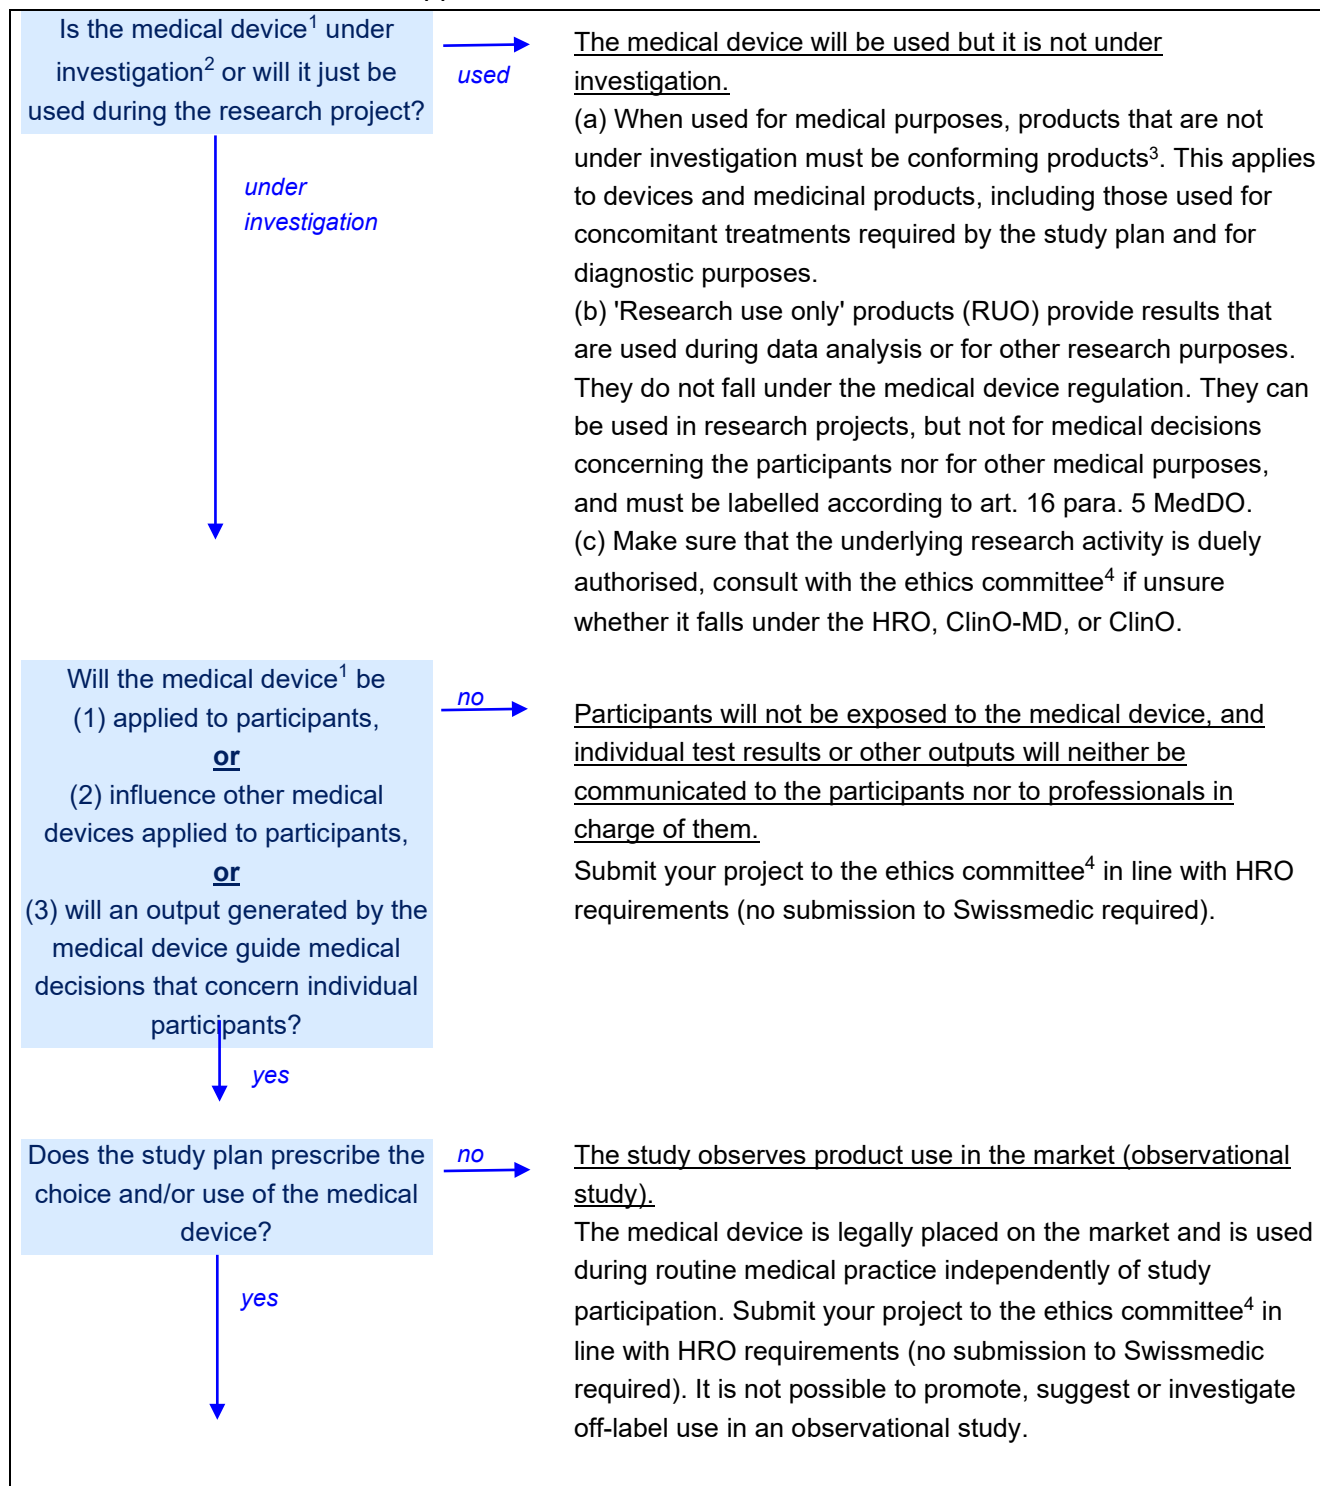 Is the medical device¹ under
investigation² or will it just be
used during the research project?
used
under
investigation
The medical device will be used but it is not under
investigation.
(a) When used for medical purposes, products that are not
under investigation must be conforming products³. This applies
to devices and medicinal products, including those used for
concomitant treatments required by the study plan and for
diagnostic purposes.
(b) 'Research use only' products (RUO) provide results that
are used during data analysis or for other research purposes.
They do not fall under the medical device regulation. They can
be used in research projects, but not for medical decisions
concerning the participants nor for other medical purposes,
and must be labelled according to art. 16 para. 5 MedDO.
(c) Make sure that the underlying research activity is duely
authorised, consult with the ethics committee⁴ if unsure
whether it falls under the HRO, ClinO-MD, or ClinO.
Will the medical device¹ be
(1) applied to participants,
or
(2) influence other medical
devices applied to participants,
or
(3) will an output generated by the
medical device guide medical
decisions that concern individual
participants?
no
yes
Participants will not be exposed to the medical device, and
individual test results or other outputs will neither be
communicated to the participants nor to professionals in
charge of them.
Submit your project to the ethics committee⁴ in line with HRO
requirements (no submission to Swissmedic required).
Does the study plan prescribe the
choice and/or use of the medical
device?
no
yes
The study observes product use in the market (observational
study).
The medical device is legally placed on the market and is used
during routine medical practice independently of study
participation. Submit your project to the ethics committee⁴ in
line with HRO requirements (no submission to Swissmedic
required). It is not possible to promote, suggest or investigate
off-label use in an observational study.